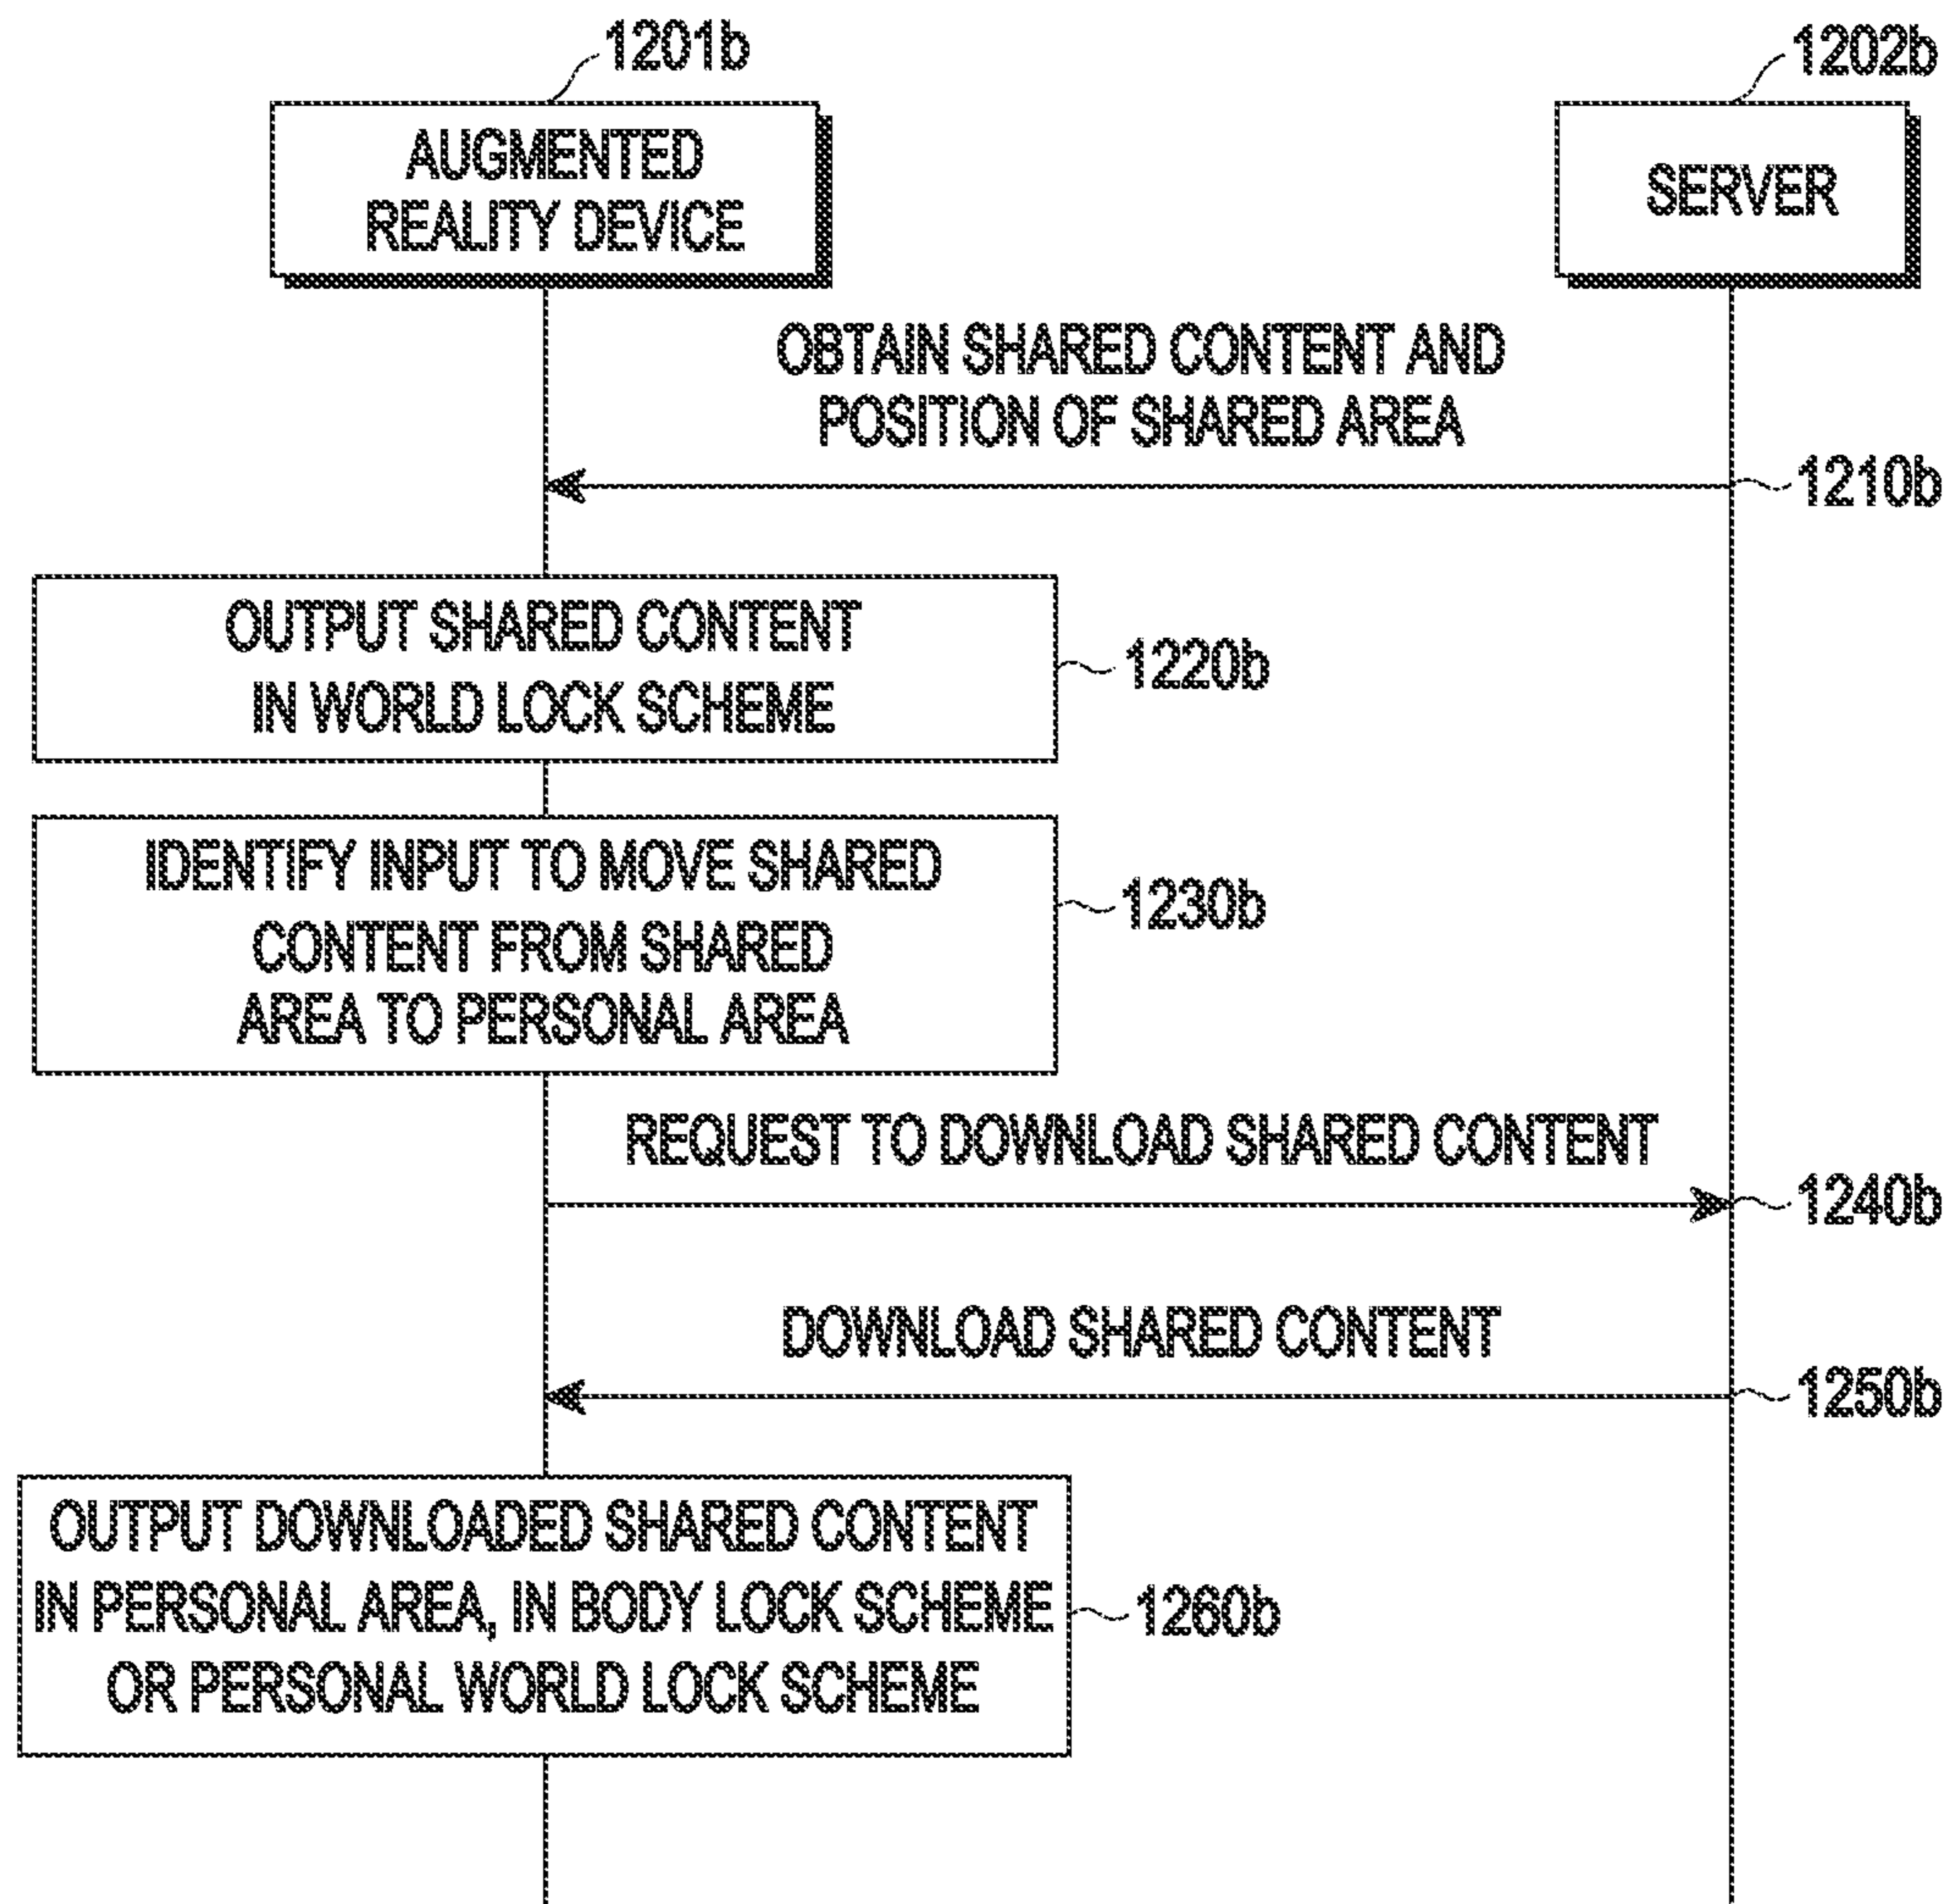 1201b
1202b
AUGMENTED
REALITY DEVICE
SERVER
OBTAIN SHARED CONTENT AND
POSITION OF SHARED AREA
1210b
OUTPUT SHARED CONTENT
IN WORLD LOCK SCHEME
1220b
IDENTIFY INPUT TO MOVE SHARED
CONTENT FROM SHARED
AREA TO PERSONAL AREA
1230b
REQUEST TO DOWNLOAD SHARED CONTENT
1240b
DOWNLOAD SHARED CONTENT
1250b
OUTPUT DOWNLOADED SHARED CONTENT
IN PERSONAL AREA, IN BODY LOCK SCHEME
OR PERSONAL WORLD LOCK SCHEME
1260b